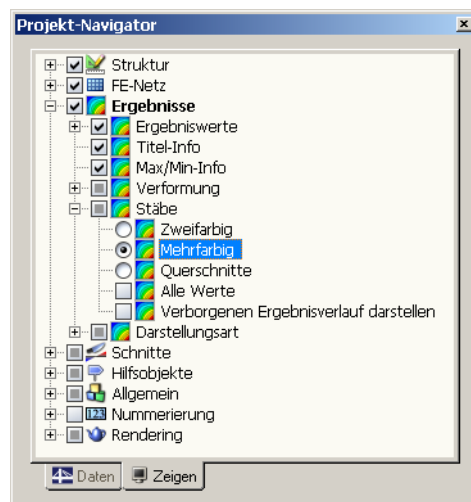 Projekt-Navigator
Struktur
FE-Netz
Ergebnisse
Ergebniswerte
Titel-Info
Max/Min-Info
Verformung
Stäbe
Zweifarbig
Mehrfarbig
Querschnitte
Alle Werte
Verborgenen Ergebnisverlauf darstellen
Darstellungsart
Schnitte
Hilfsobjekte
Allgemein
123 Nummerierung
Rendering
Daten Zeigen